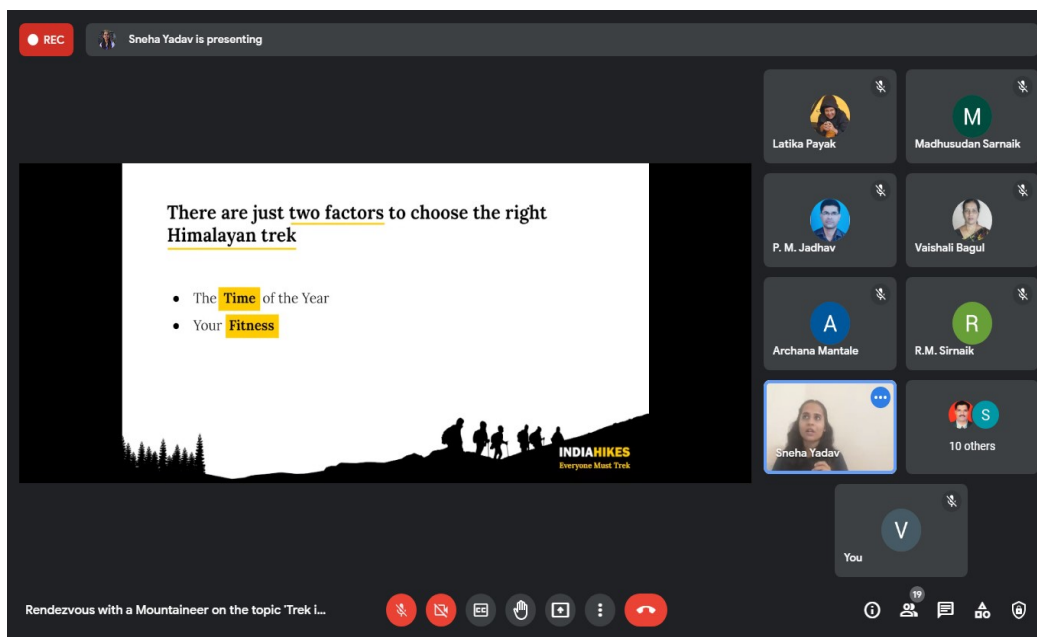 REC
Sneha Yadav is presenting
There are just two factors to choose the right
Himalayan trek
● The Time of the Year
● Your Fitness
INDIAHIKES
Everyone Must Trek
Latika Payak
M
Madhusudan Sarnaik
P. M. Jadhav
Vaishali Bagul
A
Archana Mantale
R
R.M. Sirnaik
Sneha Yadav
S
10 others
V
You
Rendezvous with a Mountaineer on the topic 'Trek i...
CC
19